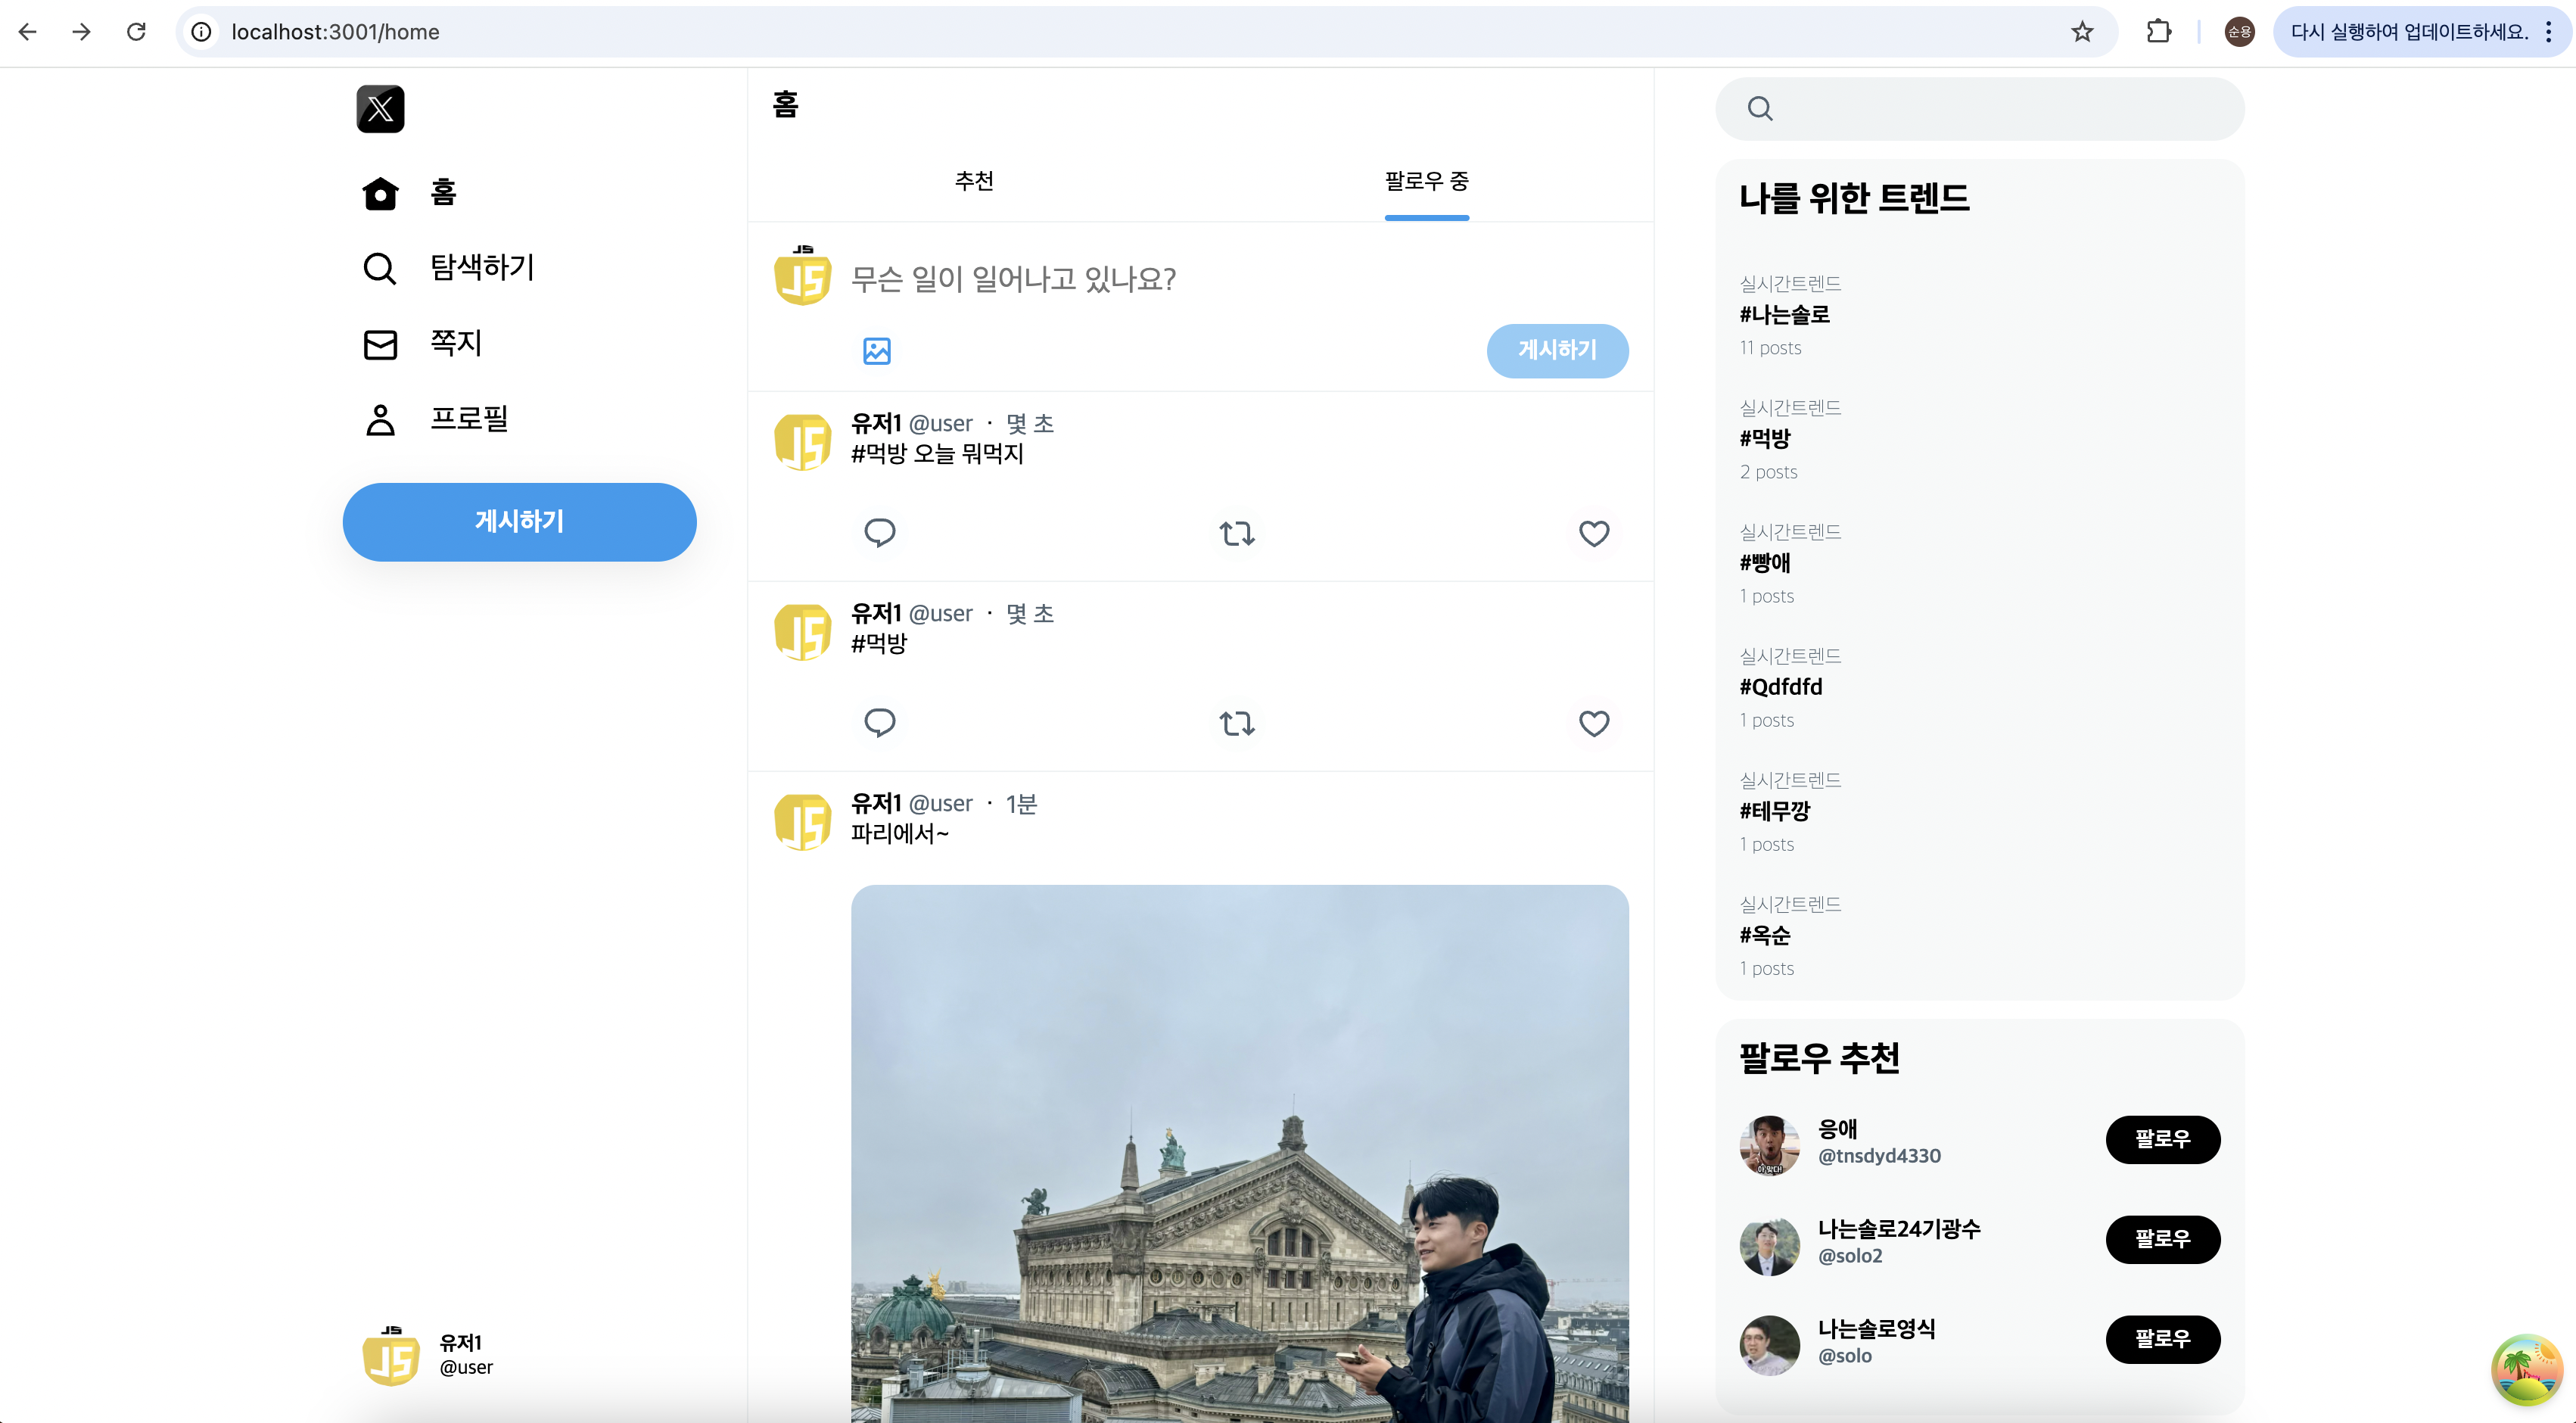 localhost:3001/home
순용
다시 실행하여 업데이트하세요.
홈
탐색하기
쪽지
프로필
게시하기
유저1
@user
홈
추천
팔로우 중
무슨 일이 일어나고 있나요?
게시하기
유저1 @user · 몇 초
#먹방 오늘 뭐먹지
유저1 @user · 몇 초
#먹방
유저1 @user · 1분
파리에서~
나를 위한 트렌드
실시간트렌드
#나는솔로
11 posts
실시간트렌드
#먹방
2 posts
실시간트렌드
#빵애
1 posts
실시간트렌드
#Qdfdfd
1 posts
실시간트렌드
#테무깡
1 posts
실시간트렌드
#옥순
1 posts
팔로우 추천
응애
@tnsdyd4330
팔로우
나는솔로24기광수
@solo2
팔로우
나는솔로영식
@solo
팔로우
JS
JS
JS
JS
JS